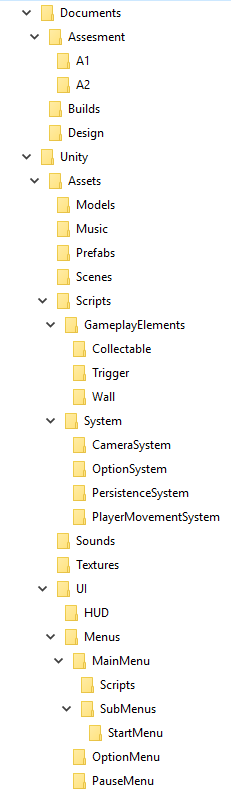 Documents
Assesment
A1
A2
Builds
Design
Unity
Assets
Models
Music
Prefabs
Scenes
Scripts
GameplayElements
Collectable
Trigger
Wall
System
CameraSystem
OptionSystem
PersistenceSystem
PlayerMovementSystem
Sounds
Textures
UI
HUD
Menus
MainMenu
Scripts
SubMenus
StartMenu
OptionMenu
PauseMenu